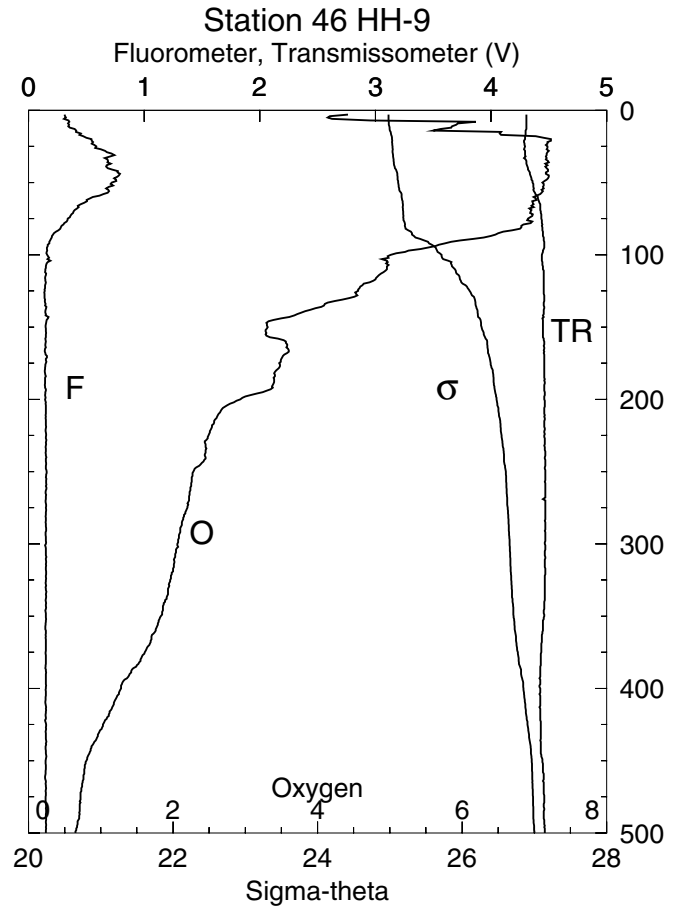 Station 46 HH-9
Fluorometer, Transmissometer (V)
0 1 2 3 4 5
0
100
TR
F σ
200
O
300
400
Oxygen
0 2 4 6 8
500
20 22 24 26 28
Sigma-theta